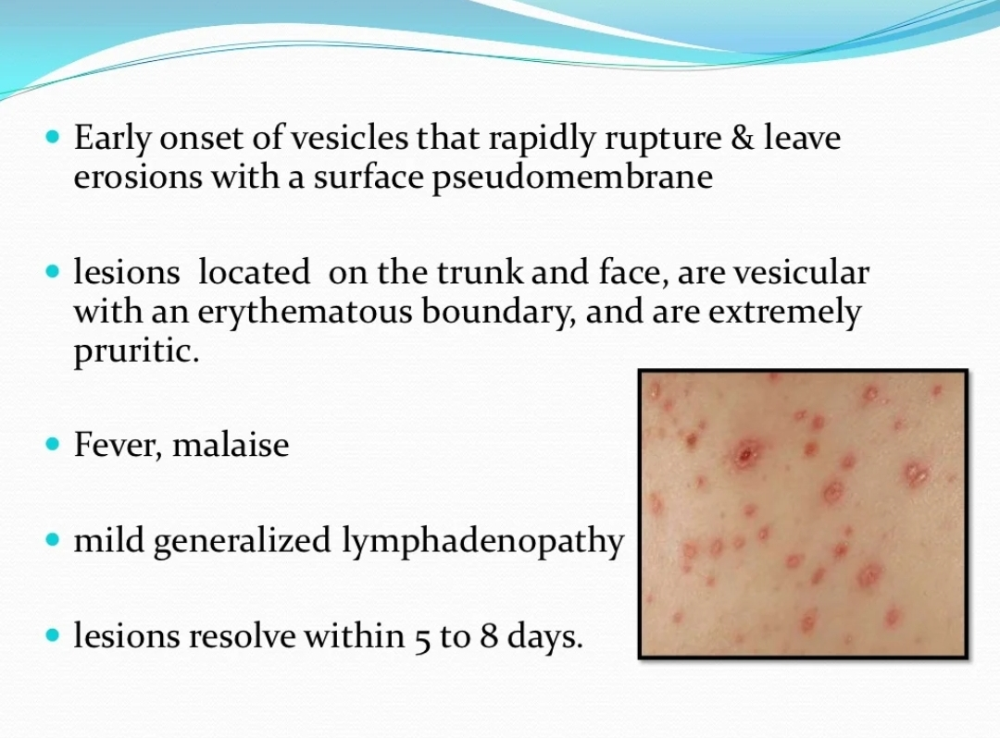 • Early onset of vesicles that rapidly rupture & leave
erosions with a surface pseudomembrane
• lesions located on the trunk and face, are vesicular
with an erythematous boundary, and are extremely
pruritic.
• Fever, malaise
• mild generalized lymphadenopathy
• lesions resolve within 5 to 8 days.